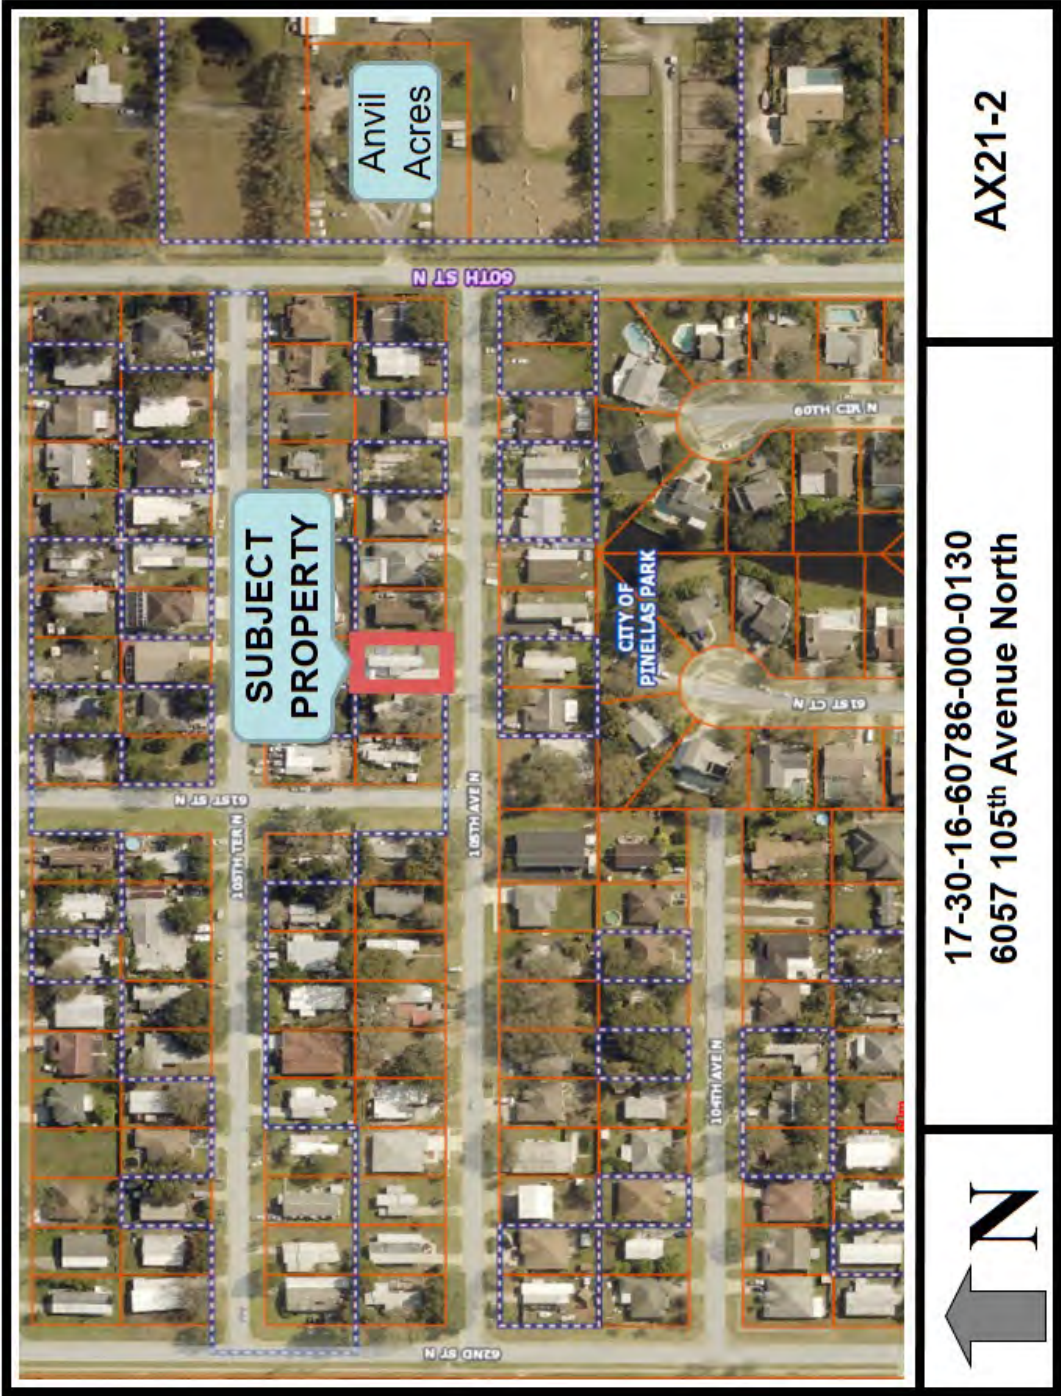 Anvil
Acres
60TH ST N
60TH CIR N
SUBJECT
PROPERTY
CITY OF
PINELLAS PARK
61ST CT N
61ST ST N
105TH TER N
105TH AVE N
104TH AVE N
62ND ST N
AX21-2
17-30-16-60786-000-0130
6057 105th Avenue North
N